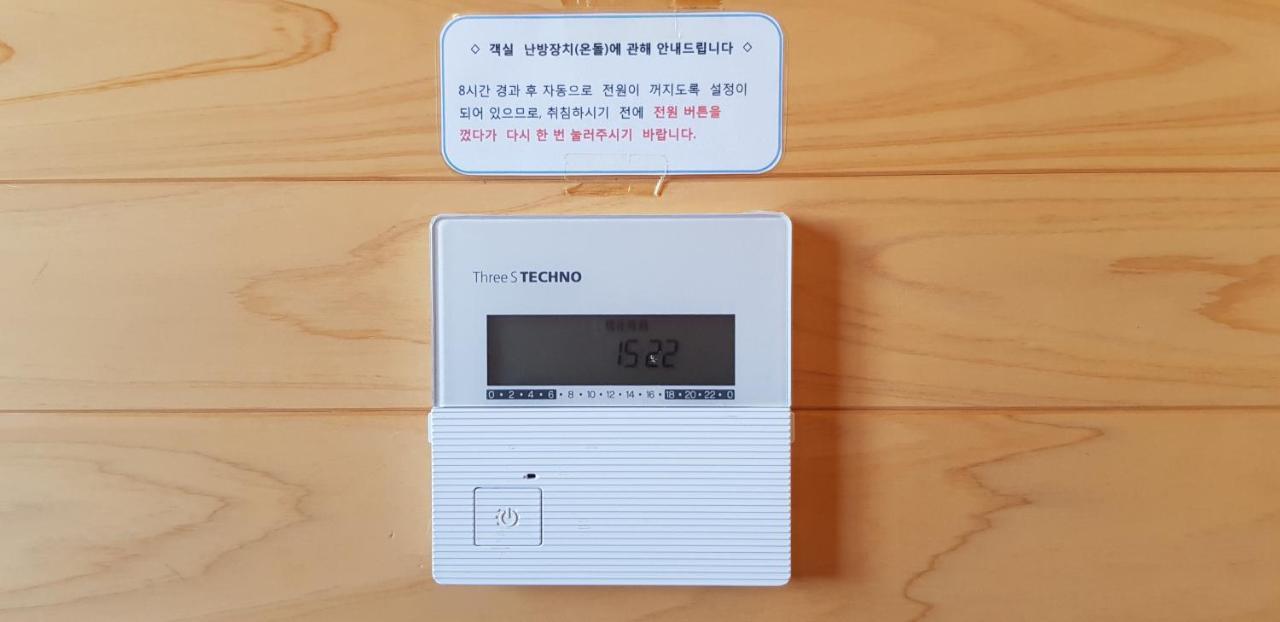 ◇ 객실 난방장치(온돌)에 관해 안내드립니다 ◇
8시간 경과 후 자동으로 전원이 꺼지도록 설정이
되어 있으므로, 취침하시기 전에 전원 버튼을
껐다가 다시 한 번 눌러주시기 바랍니다.
Three S TECHNO
15 22
0 • 2 • 4 • 6 • 8 • 10 • 12 • 14 • 16 • 18 • 20 • 22 • 0